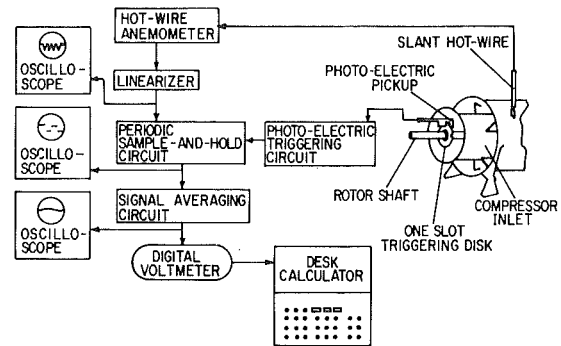 HOT-WIRE
ANEMOMETER
SLANT HOT-WIRE
OSCILLO-
SCOPE
LINEARIZER
PHOTO-ELECTRIC
PICKUP
OSCILLO-
SCOPE
PERIODIC
SAMPLE-AND-HOLD
CIRCUIT
PHOTO-ELECTRIC
TRIGGERING
CIRCUIT
ROTOR SHAFT
COMPRESSOR
INLET
SIGNAL AVERAGING
CIRCUIT
ONE SLOT
TRIGGERING DISK
OSCILLO-
SCOPE
DIGITAL
VOLTMETER
DESK
CALCULATOR